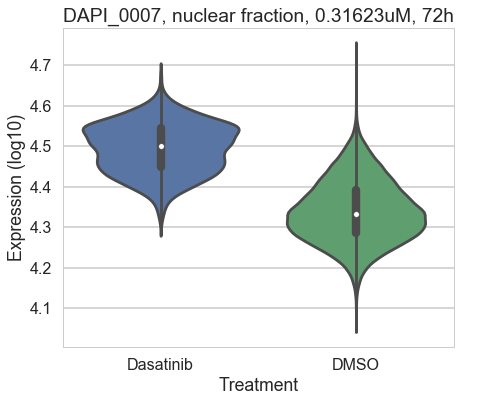 DAPI_0007, nuclear fraction, 0.31623uM, 72h
Expression (log10)
4.7
4.6
4.5
4.4
4.3
4.2
4.1
Dasatinib DMSO
Treatment